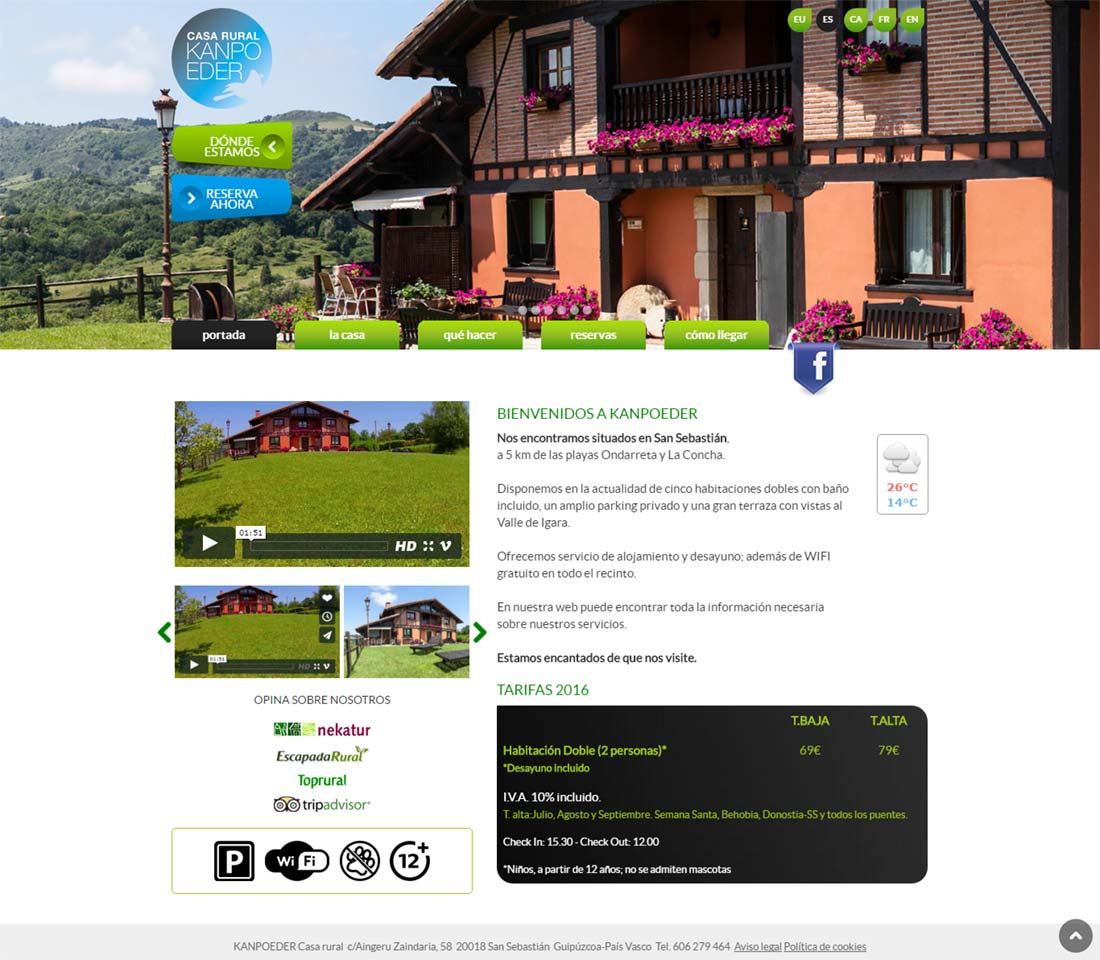 CASA RURAL
KANPO
EDER
EU ES CA FR EN
DÓNDE
ESTAMOS
RESERVA
AHORA
portada la casa qué hacer reservas cómo llegar
f
BIENVENIDOS A KANPOEDER
Nos encontramos situados en San Sebastián,
a 5 km de las playas Ondarreta y La Concha.
26°C
14°C
Disponemos en la actualidad de cinco habitaciones dobles con baño
incluido, un amplio parking privado y una gran terraza con vistas al
Valle de Igara.
Ofrecemos servicio de alojamiento y desayuno; además de WIFI
gratuito en todo el recinto.
En nuestra web puede encontrar toda la información necesaria
sobre nuestros servicios.
Estamos encantados de que nos visite.
01:51
HD
01:51
HD
OPINA SOBRE NOSOTROS
nekatur
EscapadaRural
Toprural
tripadvisor®
P WiFi 12+
TARIFAS 2016
T.BAJA T.ALTA
Habitación Doble (2 personas)* 69€ 79€
*Desayuno incluido
I.V.A. 10% incluido.
T. alta:Julio, Agosto y Septiembre. Semana Santa, Behobia, Donostia-SS y todos los puentes.
Check In: 15.30 - Check Out: 12.00
*Niños, a partir de 12 años; no se admiten mascotas
KANPOEDER Casa rural c/Aingeru Zaindaria, 58 20018 San Sebastián Guipúzcoa-País Vasco Tel. 606 279 464 Aviso legal Política de cookies